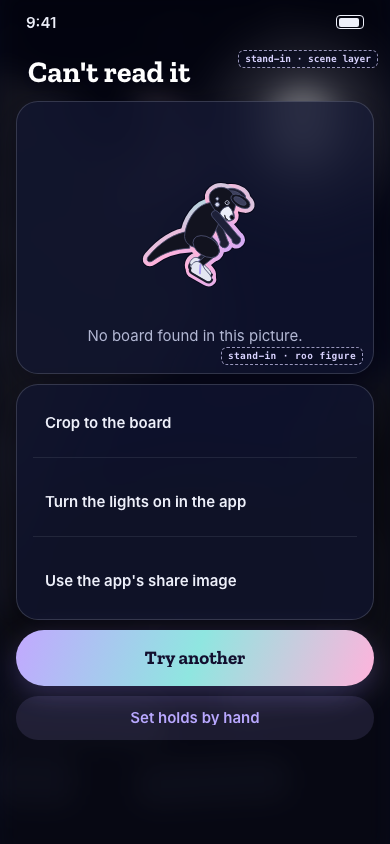 9:41
stand-in · scene layer
Can't read it
No board found in this picture.
stand-in · roo figure
Crop to the board
Turn the lights on in the app
Use the app's share image
Try another
Set holds by hand